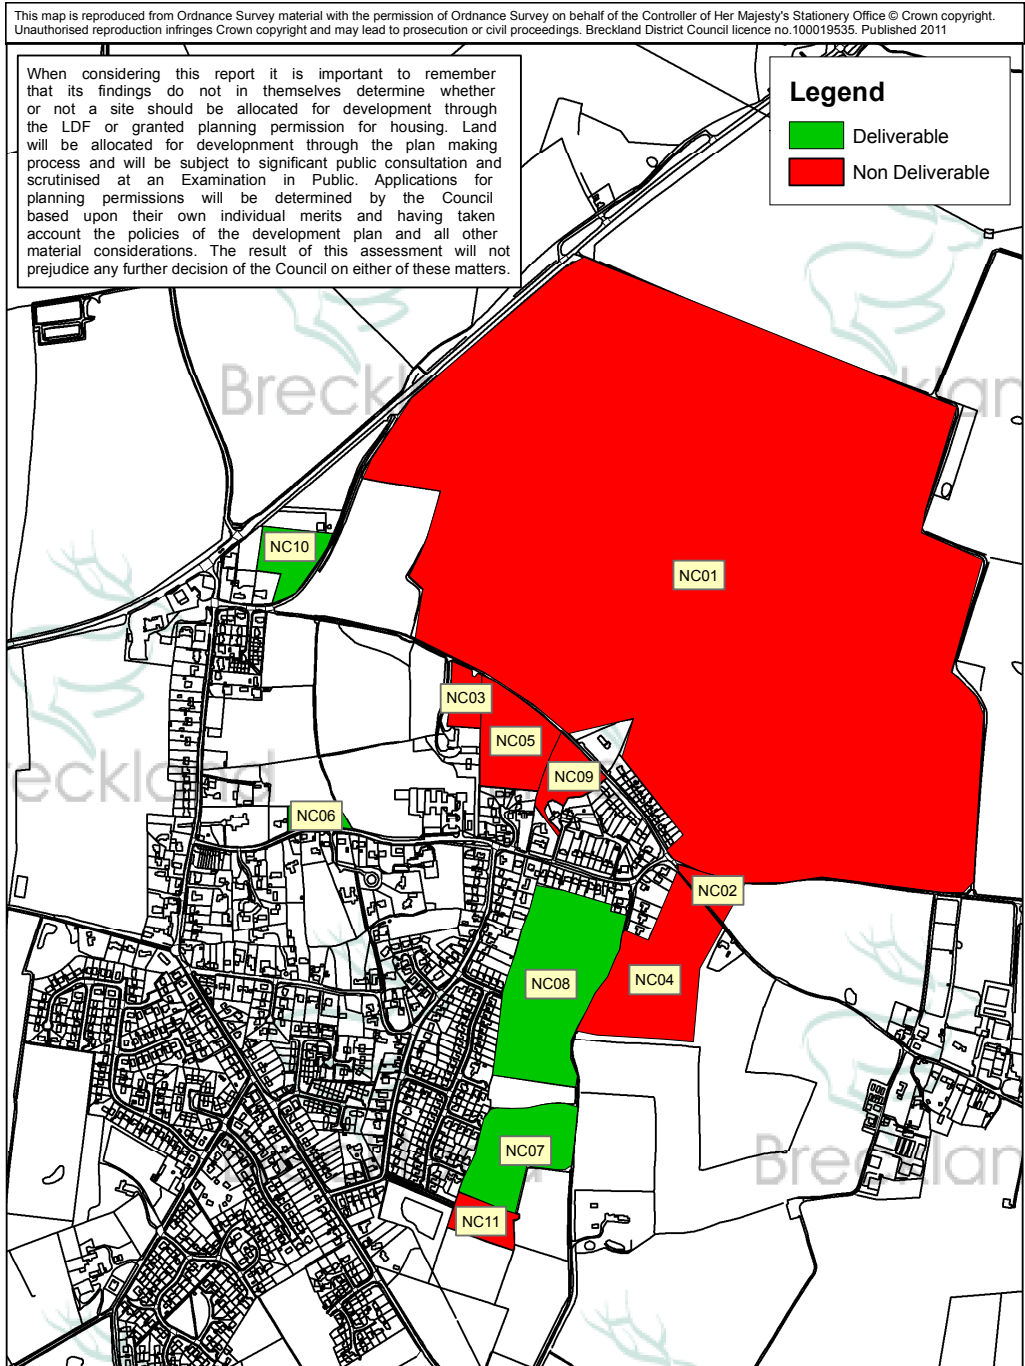 This map is reproduced from Ordnance Survey material with the permission of Ordnance Survey on behalf of the Controller of Her Majesty's Stationery Office © Crown copyright.
Unauthorised reproduction infringes Crown copyright and may lead to prosecution or civil proceedings. Breckland District Council licence no.100019535. Published 2011
When considering this report it is important to remember
that its findings do not in themselves determine whether
or not a site should be allocated for development through
the LDF or granted planning permission for housing. Land
will be allocated for developnment through the plan making
process and will be subject to significant public consultation and
scrutinised at an Examination in Public. Applications for
planning permissions will be determined by the Council
based upon their own individual merits and having taken
account the policies of the development plan and all other
material considerations. The result of this assessment will not
prejudice any further decision of the Council on either of these matters.
Legend
Deliverable
Non Deliverable
Breckl
kland
NC10
NC01
NC03
NC05
NC09
reckland
NC06
NC02
NC08
NC04
NC07
Breckland
NC11